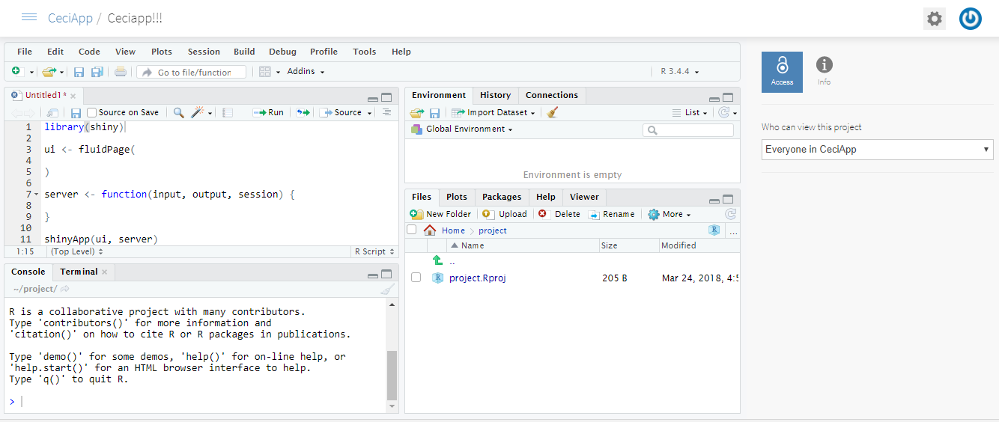 CeciApp / Ceciapp!!!
File Edit Code View Plots Session Build Debug Profile Tools Help
Go to file/function Addins R 3.4.4
Untitled1*
Source on Save Run Source
1 library(shiny)
2
3 ui <- fluidPage(
4
5 )
6
7 server <- function(input, output, session) {
8
9 }
10
11 shinyApp(ui, server)
1:15 (Top Level) R Script
Console Terminal
~/project/
R is a collaborative project with many contributors.
Type 'contributors()' for more information and
'citation()' on how to cite R or R packages in publications.
Type 'demo()' for some demos, 'help()' for on-line help, or
'help.start()' for an HTML browser interface to help.
Type 'q()' to quit R.
>
Environment History Connections
Import Dataset List
Global Environment
Environment is empty
Files Plots Packages Help Viewer
New Folder Upload Delete Rename More
Home project R ...
Name Size Modified
..
R project.Rproj 205 B Mar 24, 2018, 4:5
Access
Info
Who can view this project
Everyone in CeciApp